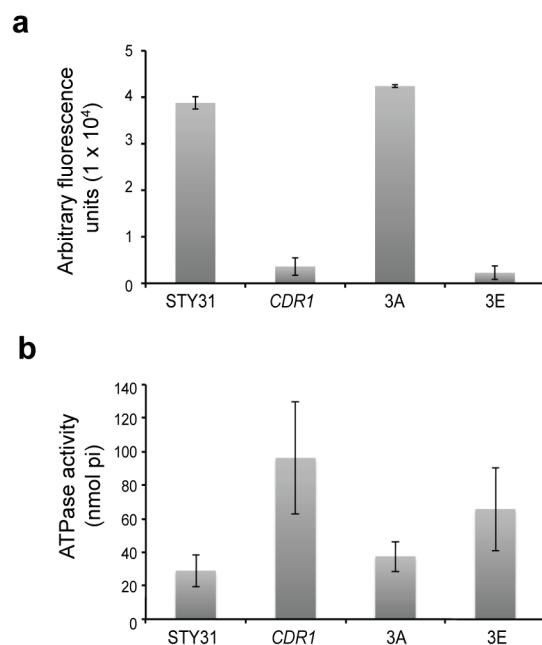 a
Arbitrary fluorescence
units (1 x 10⁴)
5
4
3
2
1
0
STY31 CDR1 3A 3E
b
ATPase activity
(nmol pi)
140
120
100
80
60
40
20
0
STY31 CDR1 3A 3E